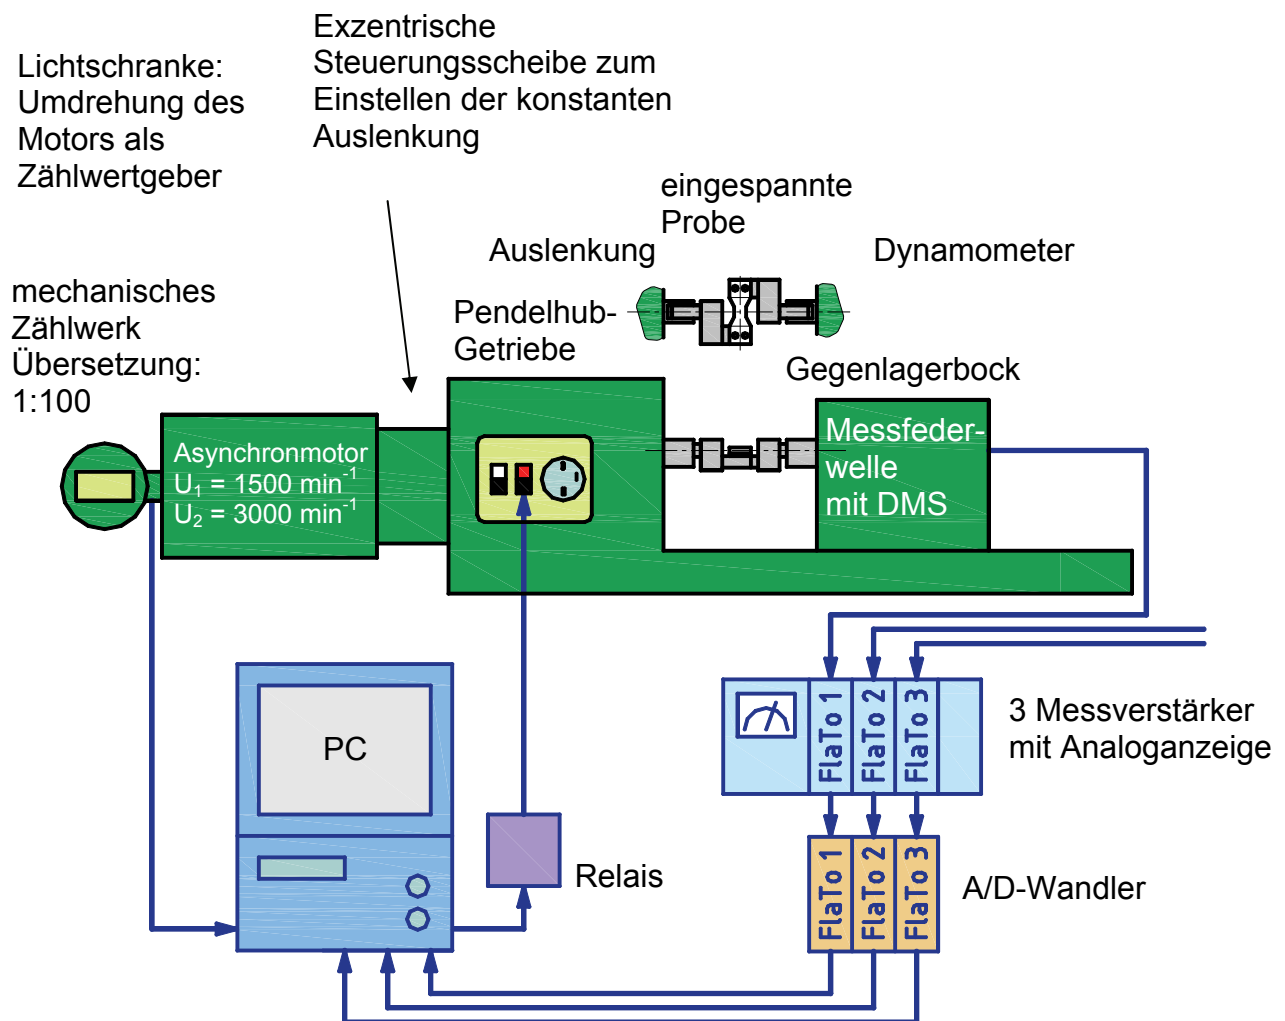 Exzentrische
Steuerungsscheibe zum
Einstellen der konstanten
Auslenkung
Lichtschranke:
Umdrehung des
Motors als
Zählwertgeber
eingespannte
Probe
Auslenkung
Dynamometer
mechanisches
Zählwerk
Übersetzung:
1:100
Pendelhub-
Getriebe
Gegenlagerbock
Asynchronmotor
U₁ = 1500 min⁻¹
U₂ = 3000 min⁻¹
Messfeder-
welle
mit DMS
PC
Relais
FlaTo 1
FlaTo 2
FlaTo 3
3 Messverstärker
mit Analoganzeige
FlaTo 1
FlaTo 2
FlaTo 3
A/D-Wandler